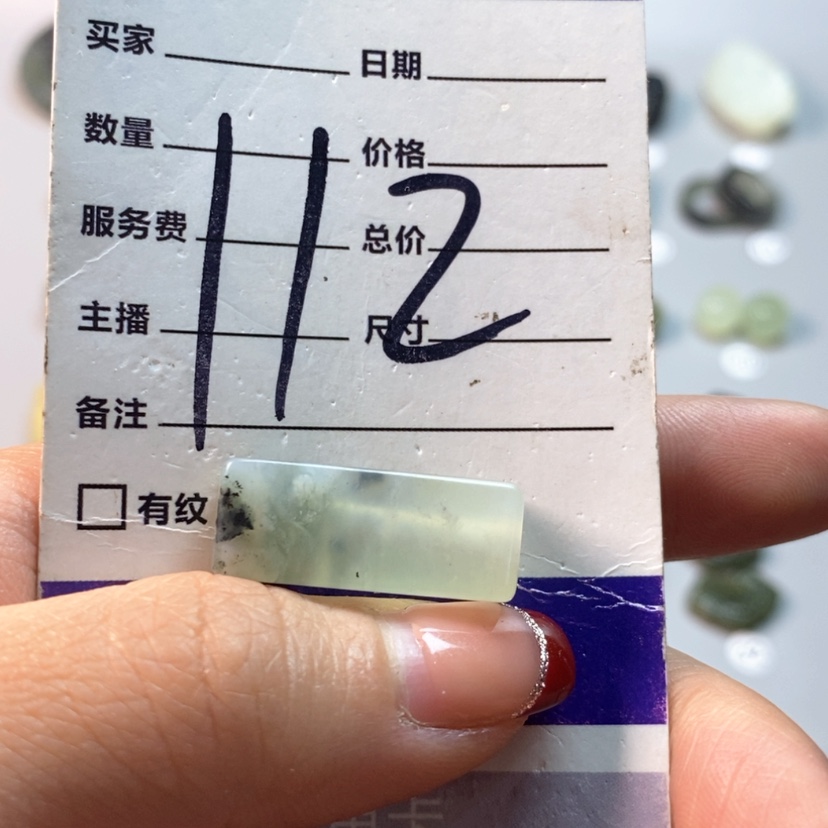 买家 日期
数量 价格
服务费 总价
主播 尺寸
备注
112
有纹